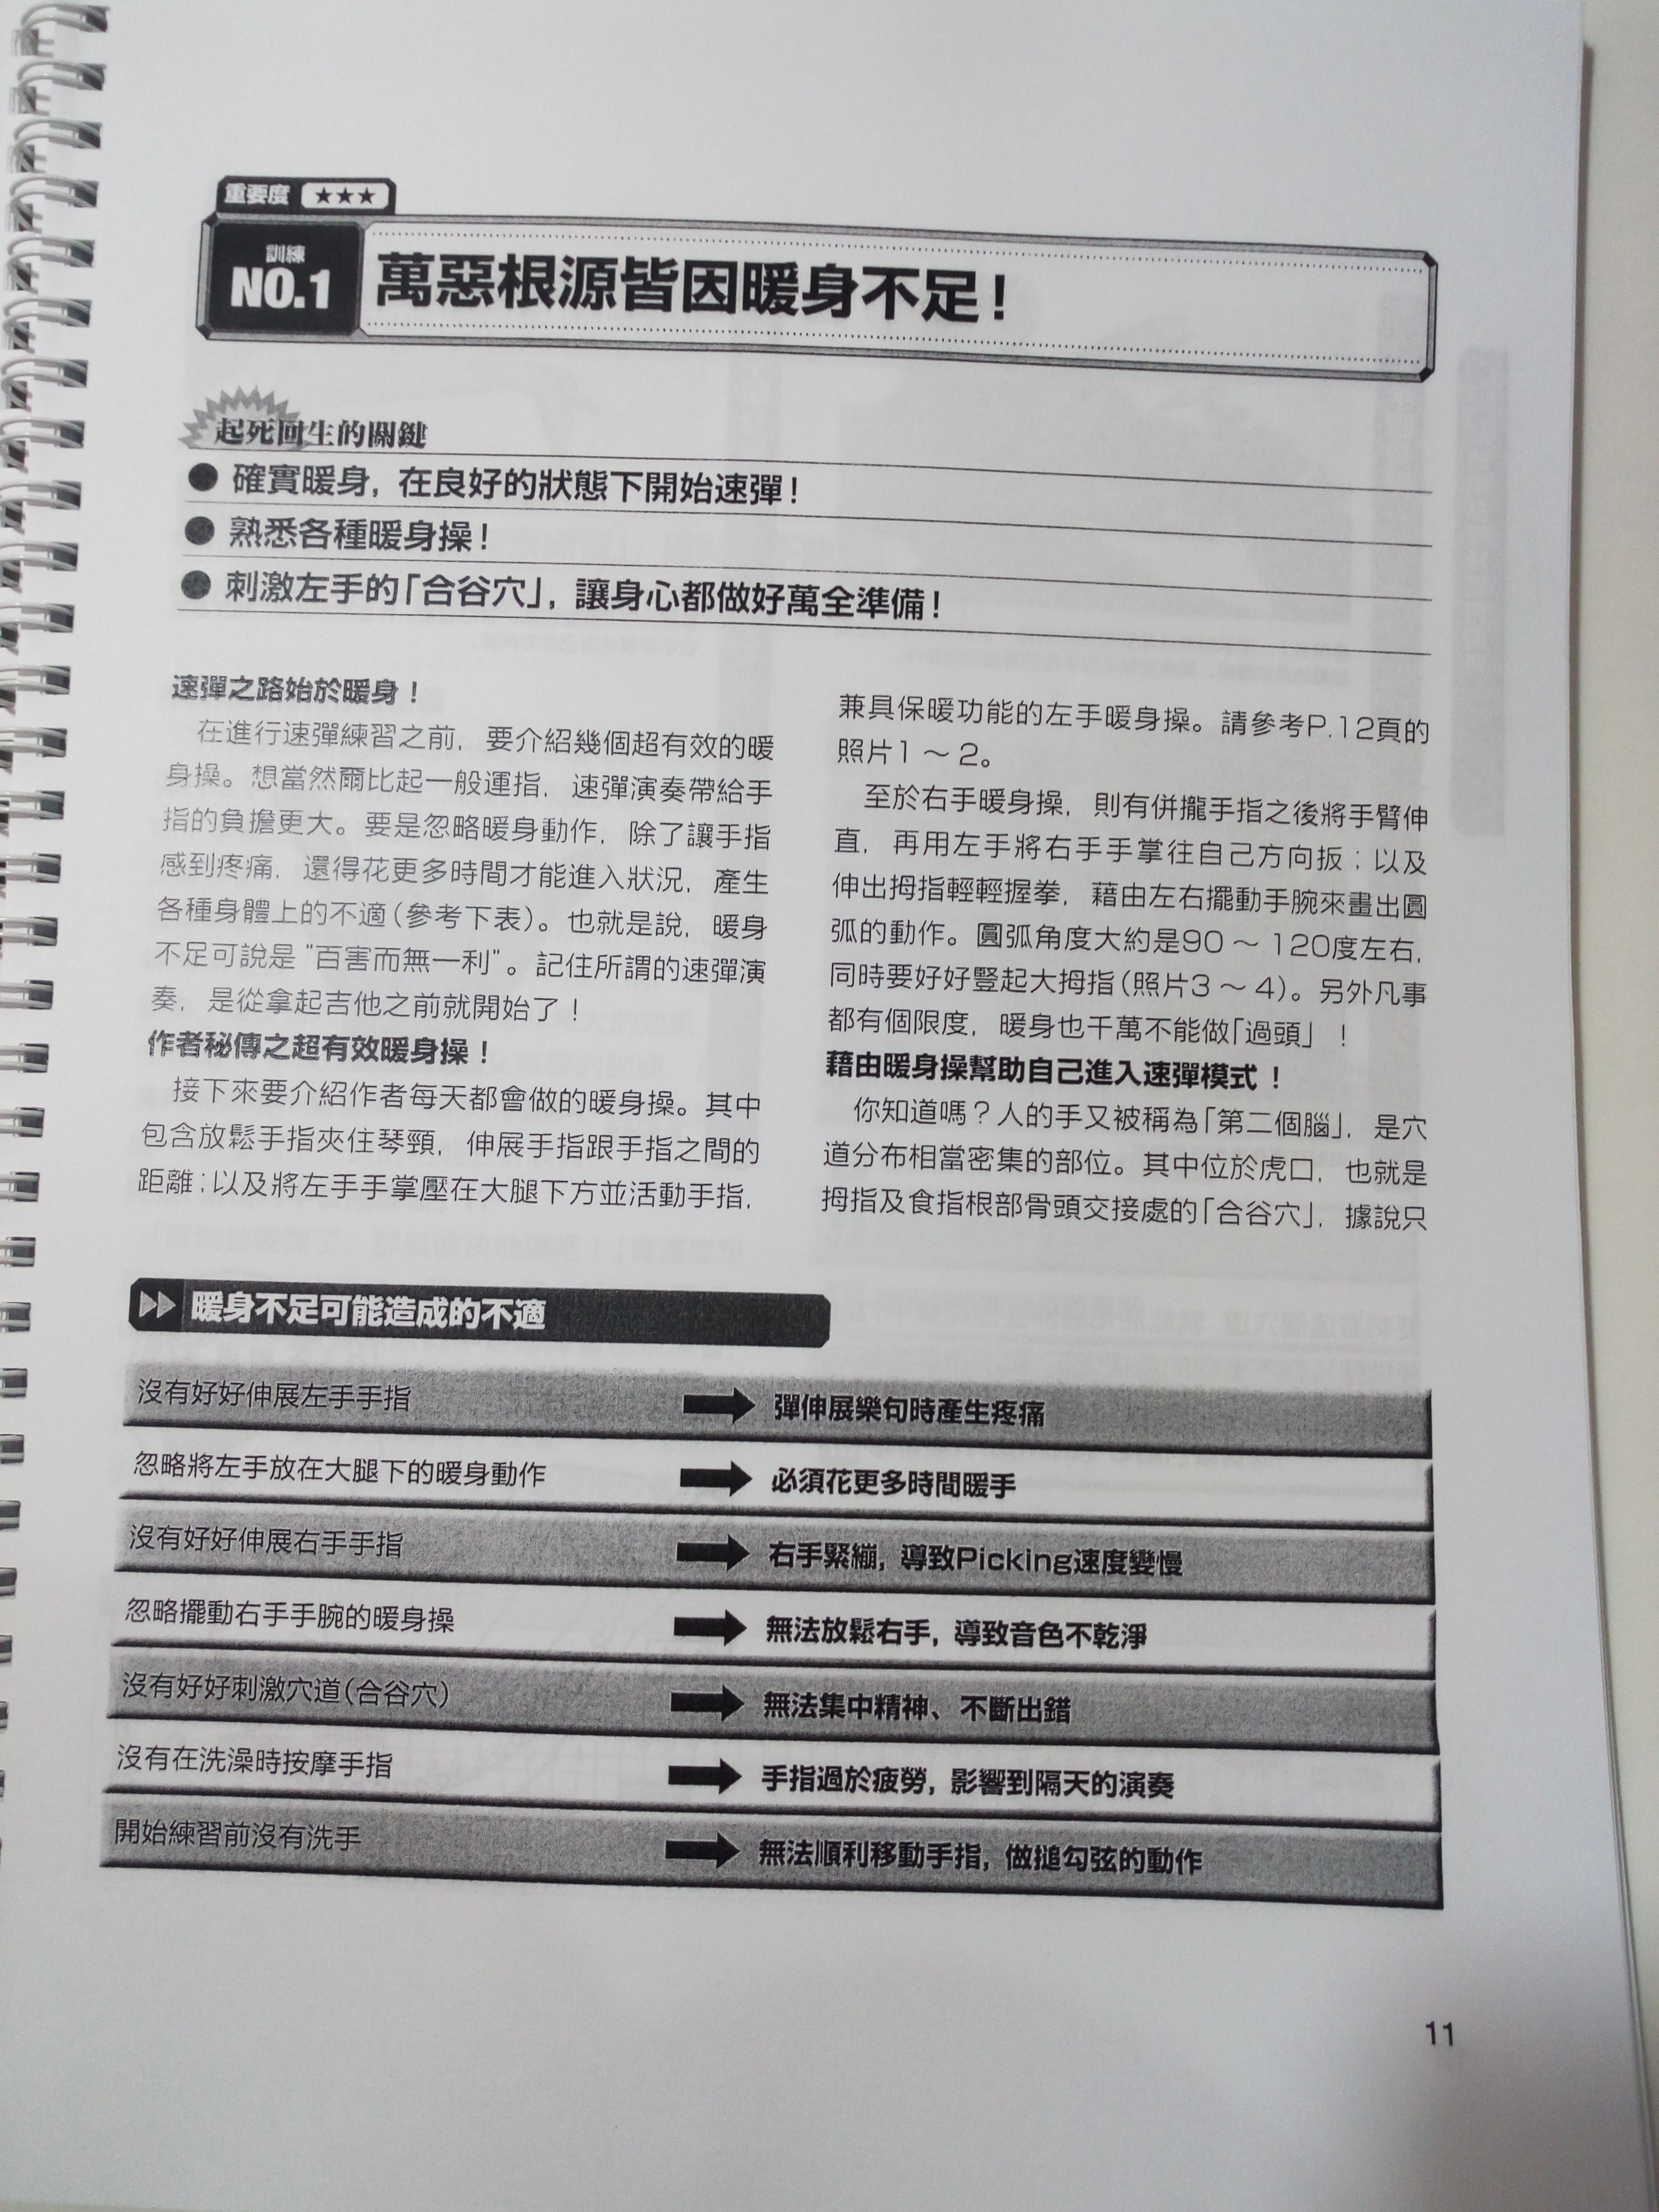 重要度 ★★★
訓練
NO.1
萬惡根源皆因暖身不足！
起死回生的關鍵
● 確實暖身，在良好的狀態下開始速彈！
● 熟悉各種暖身操！
● 刺激左手的「合谷穴」，讓身心都做好萬全準備！
速彈之路始於暖身！
在進行速彈練習之前，要介紹幾個超有效的暖
身操。想當然爾比起一般運指，速彈演奏帶給手
指的負擔更大。要是忽略暖身動作，除了讓手指
感到疼痛，還得花更多時間才能進入狀況，產生
各種身體上的不適（參考下表）。也就是說，暖身
不足可說是"百害而無一利"。記住所謂的速彈演
奏，是從拿起吉他之前就開始了！
作者秘傳之超有效暖身操！
接下來要介紹作者每天都會做的暖身操。其中
包含放鬆手指夾住琴頸，伸展手指跟手指之間的
距離；以及將左手手掌壓在大腿下方並活動手指，
兼具保暖功能的左手暖身操。請參考P.12頁的
照片1～2。
至於右手暖身操，則有併攏手指之後將手臂伸
直，再用左手將右手手掌往自己方向扳；以及
伸出拇指輕輕握拳，藉由左右擺動手腕來畫出圓
弧的動作。圓弧角度大約是90～120度左右，
同時要好好豎起大拇指（照片3～4）。另外凡事
都有個限度，暖身也千萬不能做「過頭」！
藉由暖身操幫助自己進入速彈模式！
你知道嗎？人的手又被稱為「第二個腦」，是穴
道分布相當密集的部位。其中位於虎口，也就是
拇指及食指根部骨頭交接處的「合谷穴」，據說只
暖身不足可能造成的不適
沒有好好伸展左手手指 ➡ 彈伸展樂句時產生疼痛
忽略將左手放在大腿下的暖身動作 ➡ 必須花更多時間暖手
沒有好好伸展右手手指 ➡ 右手緊繃，導致Picking速度變慢
忽略擺動右手手腕的暖身操 ➡ 無法放鬆右手，導致音色不乾淨
沒有好好刺激穴道（合谷穴） ➡ 無法集中精神、不斷出錯
沒有在洗澡時按摩手指 ➡ 手指過於疲勞，影響到隔天的演奏
開始練習前沒有洗手 ➡ 無法順利移動手指，做搥勾弦的動作
11